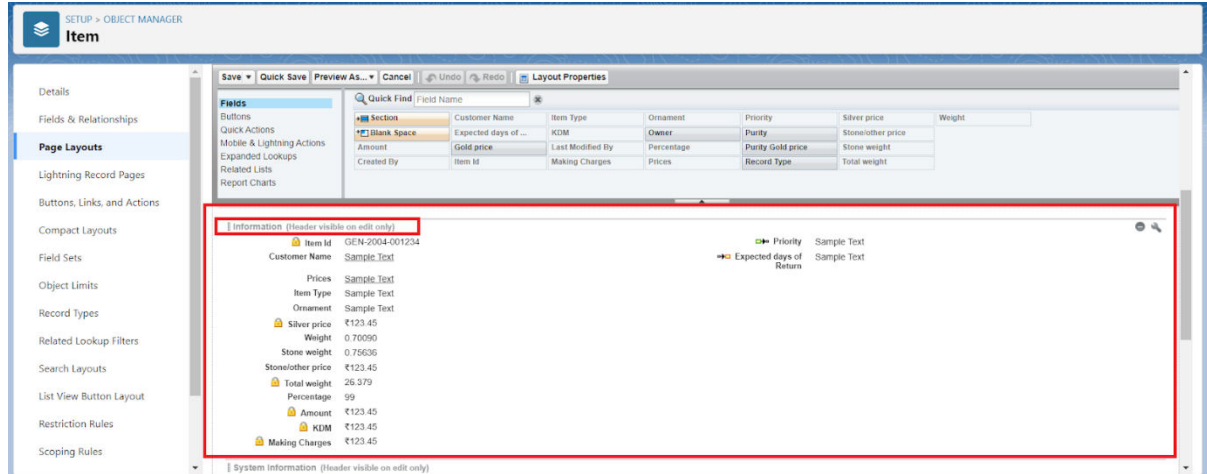 SETUP > OBJECT MANAGER
Item
Details
Fields & Relationships
Page Layouts
Lightning Record Pages
Buttons, Links, and Actions
Compact Layouts
Field Sets
Object Limits
Record Types
Related Lookup Filters
Search Layouts
List View Button Layout
Restriction Rules
Scoping Rules
Save Quick Save Preview As... Cancel Undo Redo Layout Properties
Fields
Buttons
Quick Actions
Mobile & Lightning Actions
Expanded Lookups
Related Lists
Report Charts
Quick Find Field Name
Section Customer Name Item Type Ornament Priority Silver price Weight
Blank Space Expected days of ... KDM Owner Purity Stone/other price
Amount Gold price Last Modified By Percentage Purity Gold price Stone weight
Created By Item Id Making Charges Prices Record Type Total weight
Information (Header visible on edit only)
Item Id GEN-2004-001234 Priority Sample Text
Customer Name Sample Text Expected days of Return Sample Text
Prices Sample Text
Item Type Sample Text
Ornament Sample Text
Silver price ₹123.45
Weight 0.70090
Stone weight 0.75636
Stone/other price ₹123.45
Total weight 26.379
Percentage 99
Amount ₹123.45
KDM ₹123.45
Making Charges ₹123.45
System Information (Header visible on edit only)